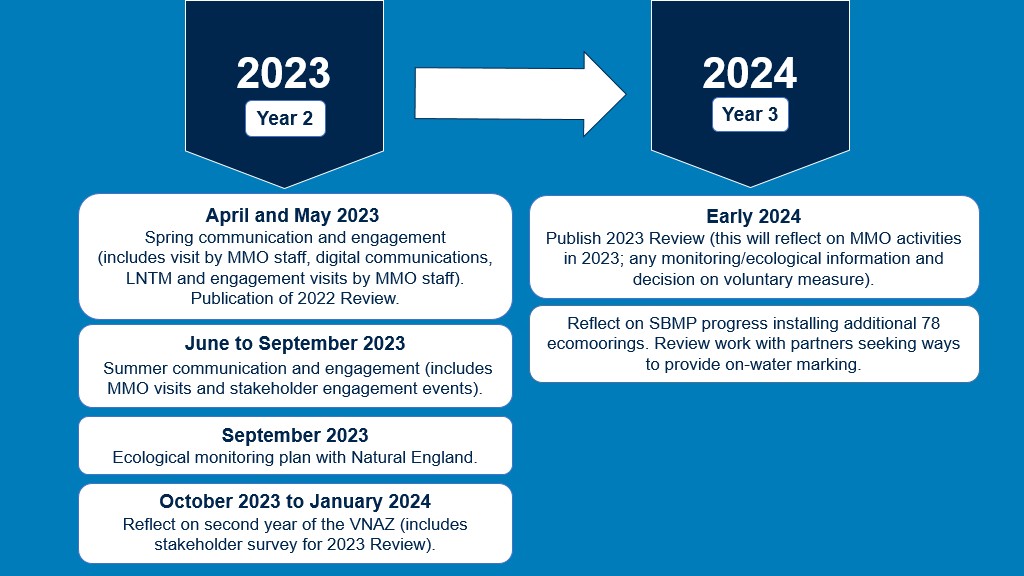 2023
Year 2
April and May 2023
Spring communication and engagement
(includes visit by MMO staff, digital communications,
LNTM and engagement visits by MMO staff).
Publication of 2022 Review.
June to September 2023
Summer communication and engagement (includes
MMO visits and stakeholder engagement events).
September 2023
Ecological monitoring plan with Natural England.
October 2023 to January 2024
Reflect on second year of the VNAZ (includes
stakeholder survey for 2023 Review).
2024
Year 3
Early 2024
Publish 2023 Review (this will reflect on MMO activities
in 2023; any monitoring/ecological information and
decision on voluntary measure).
Reflect on SBMP progress installing additional 78
ecomoorings. Review work with partners seeking ways
to provide on-water marking.